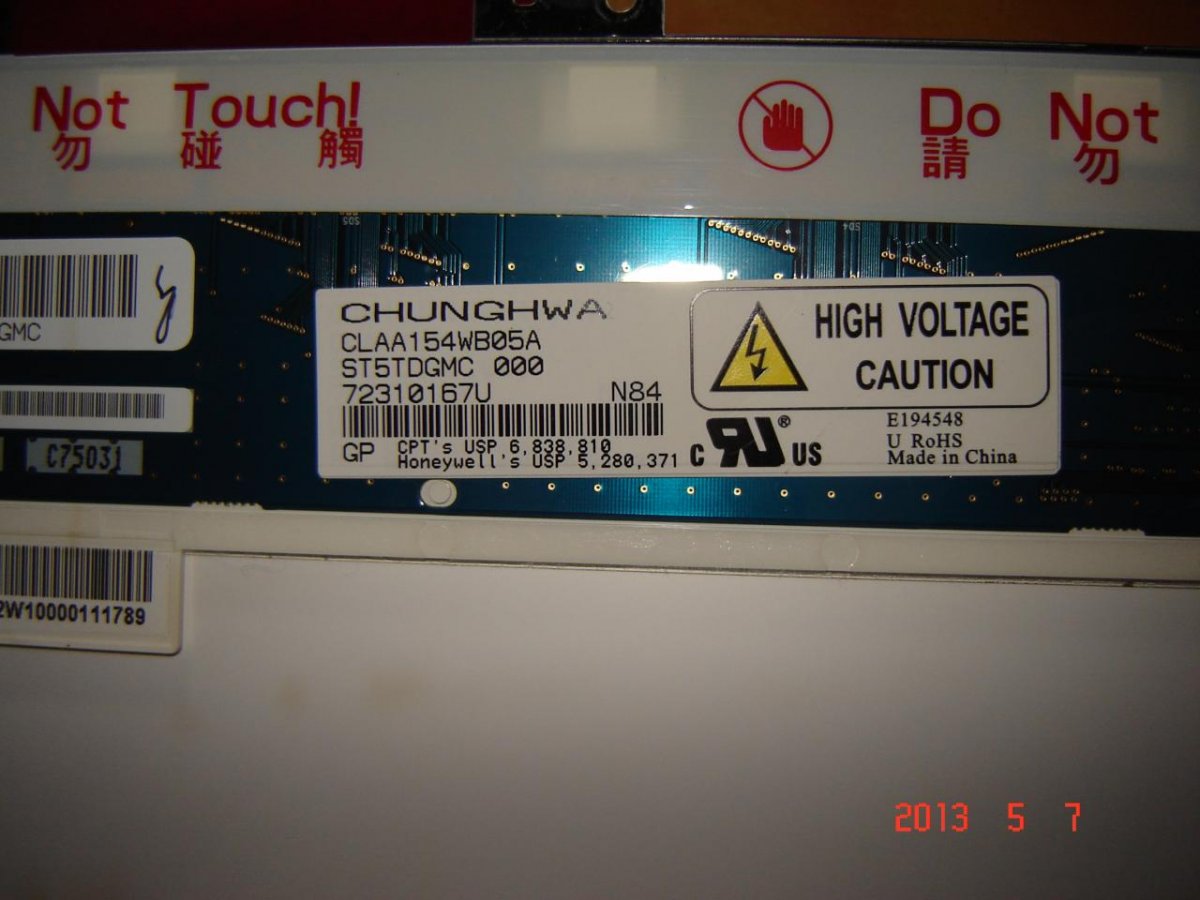 Not Touch! Do Not
勿 碰 觸 請 勿
GMC
C75031
2W10000111789
CHUNGHWA
CLAA154WB05A
ST5TDGMC 000
72310167U N84
GP CPT's USP 6,838,810
Honeywell's USP 5,280,371
HIGH VOLTAGE
CAUTION
C US
E194548
U RoHS
Made in China
2013 5 7